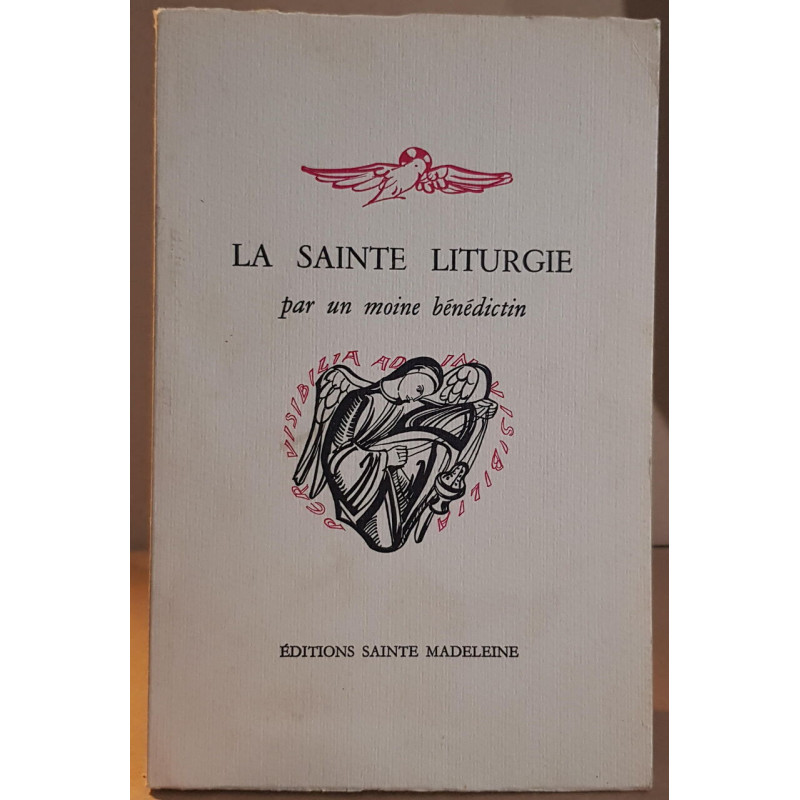 LA SAINTE LITURGIE
par un moine bénédictin
PER VISIBILIA AD INVISIBILIA
ÉDITIONS SAINTE MADELEINE